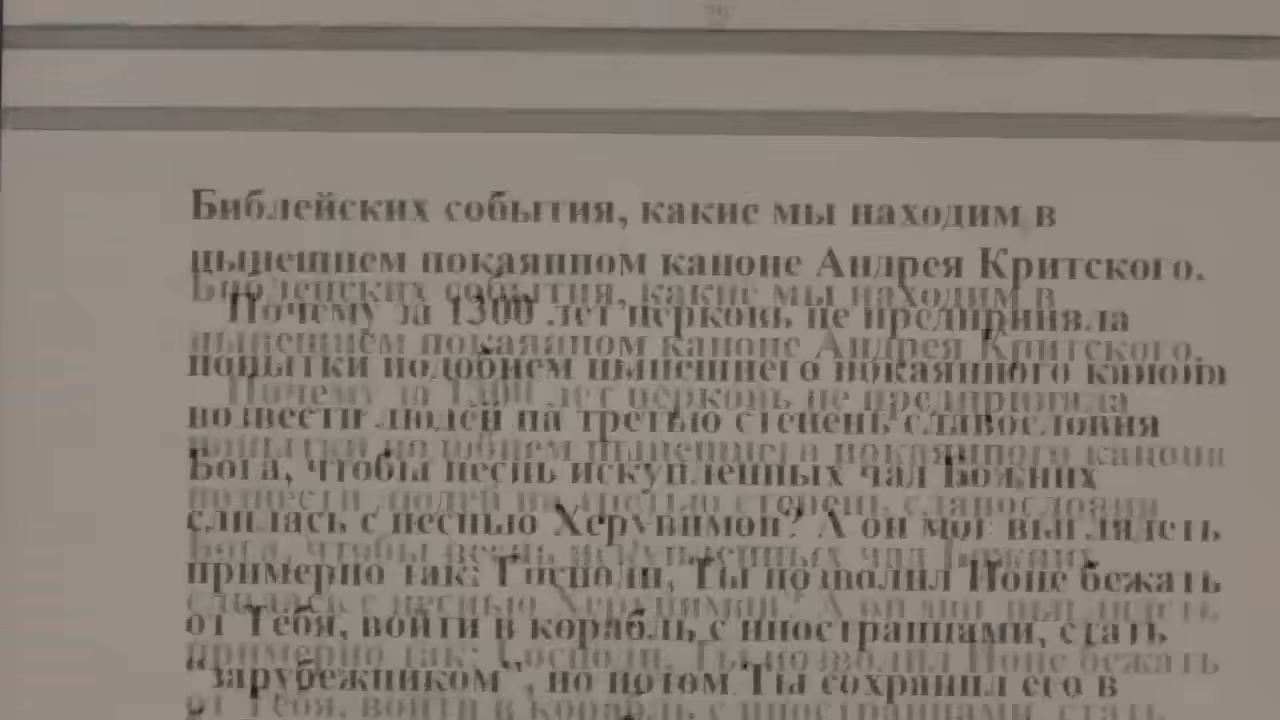 Библейских события, какие мы находим в
нынешнем покаянном каноне Андрея Критского.
Почему за 1300 лет церковь не предприняла
попытки подобием нынешнего покаянного канона
возвести людей на третью степень славословия
Бога, чтобы песнь искупленных чад Божиих
слилась с песнью Херувимов? А он мог выглядеть
примерно так: Господи, Ты позволил Ионе бежать
от Тебя, войти в корабль с иностранцами, стать
"зарубежником", но потом Ты сохранил его в